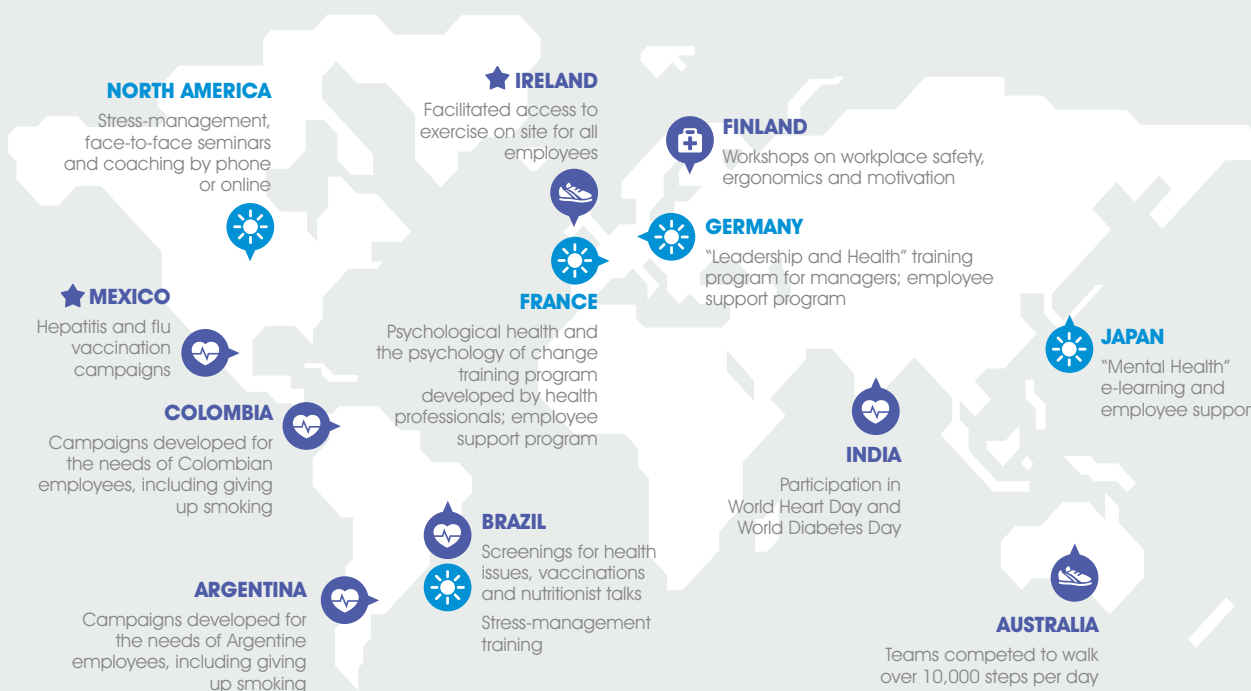 NORTH AMERICA
Stress-management,
face-to-face seminars
and coaching by phone
or online
IRELAND
Facilitated access to
exercise on site for all
employees
FINLAND
Workshops on workplace safety,
ergonomics and motivation
GERMANY
"Leadership and Health" training
program for managers; employee
support program
MEXICO
Hepatitis and flu
vaccination
campaigns
FRANCE
Psychological health and
the psychology of change
training program
developed by health
professionals; employee
support program
JAPAN
"Mental Health"
e-learning and
employee support
COLOMBIA
Campaigns developed for
the needs of Colombian
employees, including giving
up smoking
INDIA
Participation in
World Heart Day and
World Diabetes Day
BRAZIL
Screenings for health
issues, vaccinations
and nutritionist talks
Stress-management
training
ARGENTINA
Campaigns developed for
the needs of Argentine
employees, including giving
up smoking
AUSTRALIA
Teams competed to walk
over 10,000 steps per day